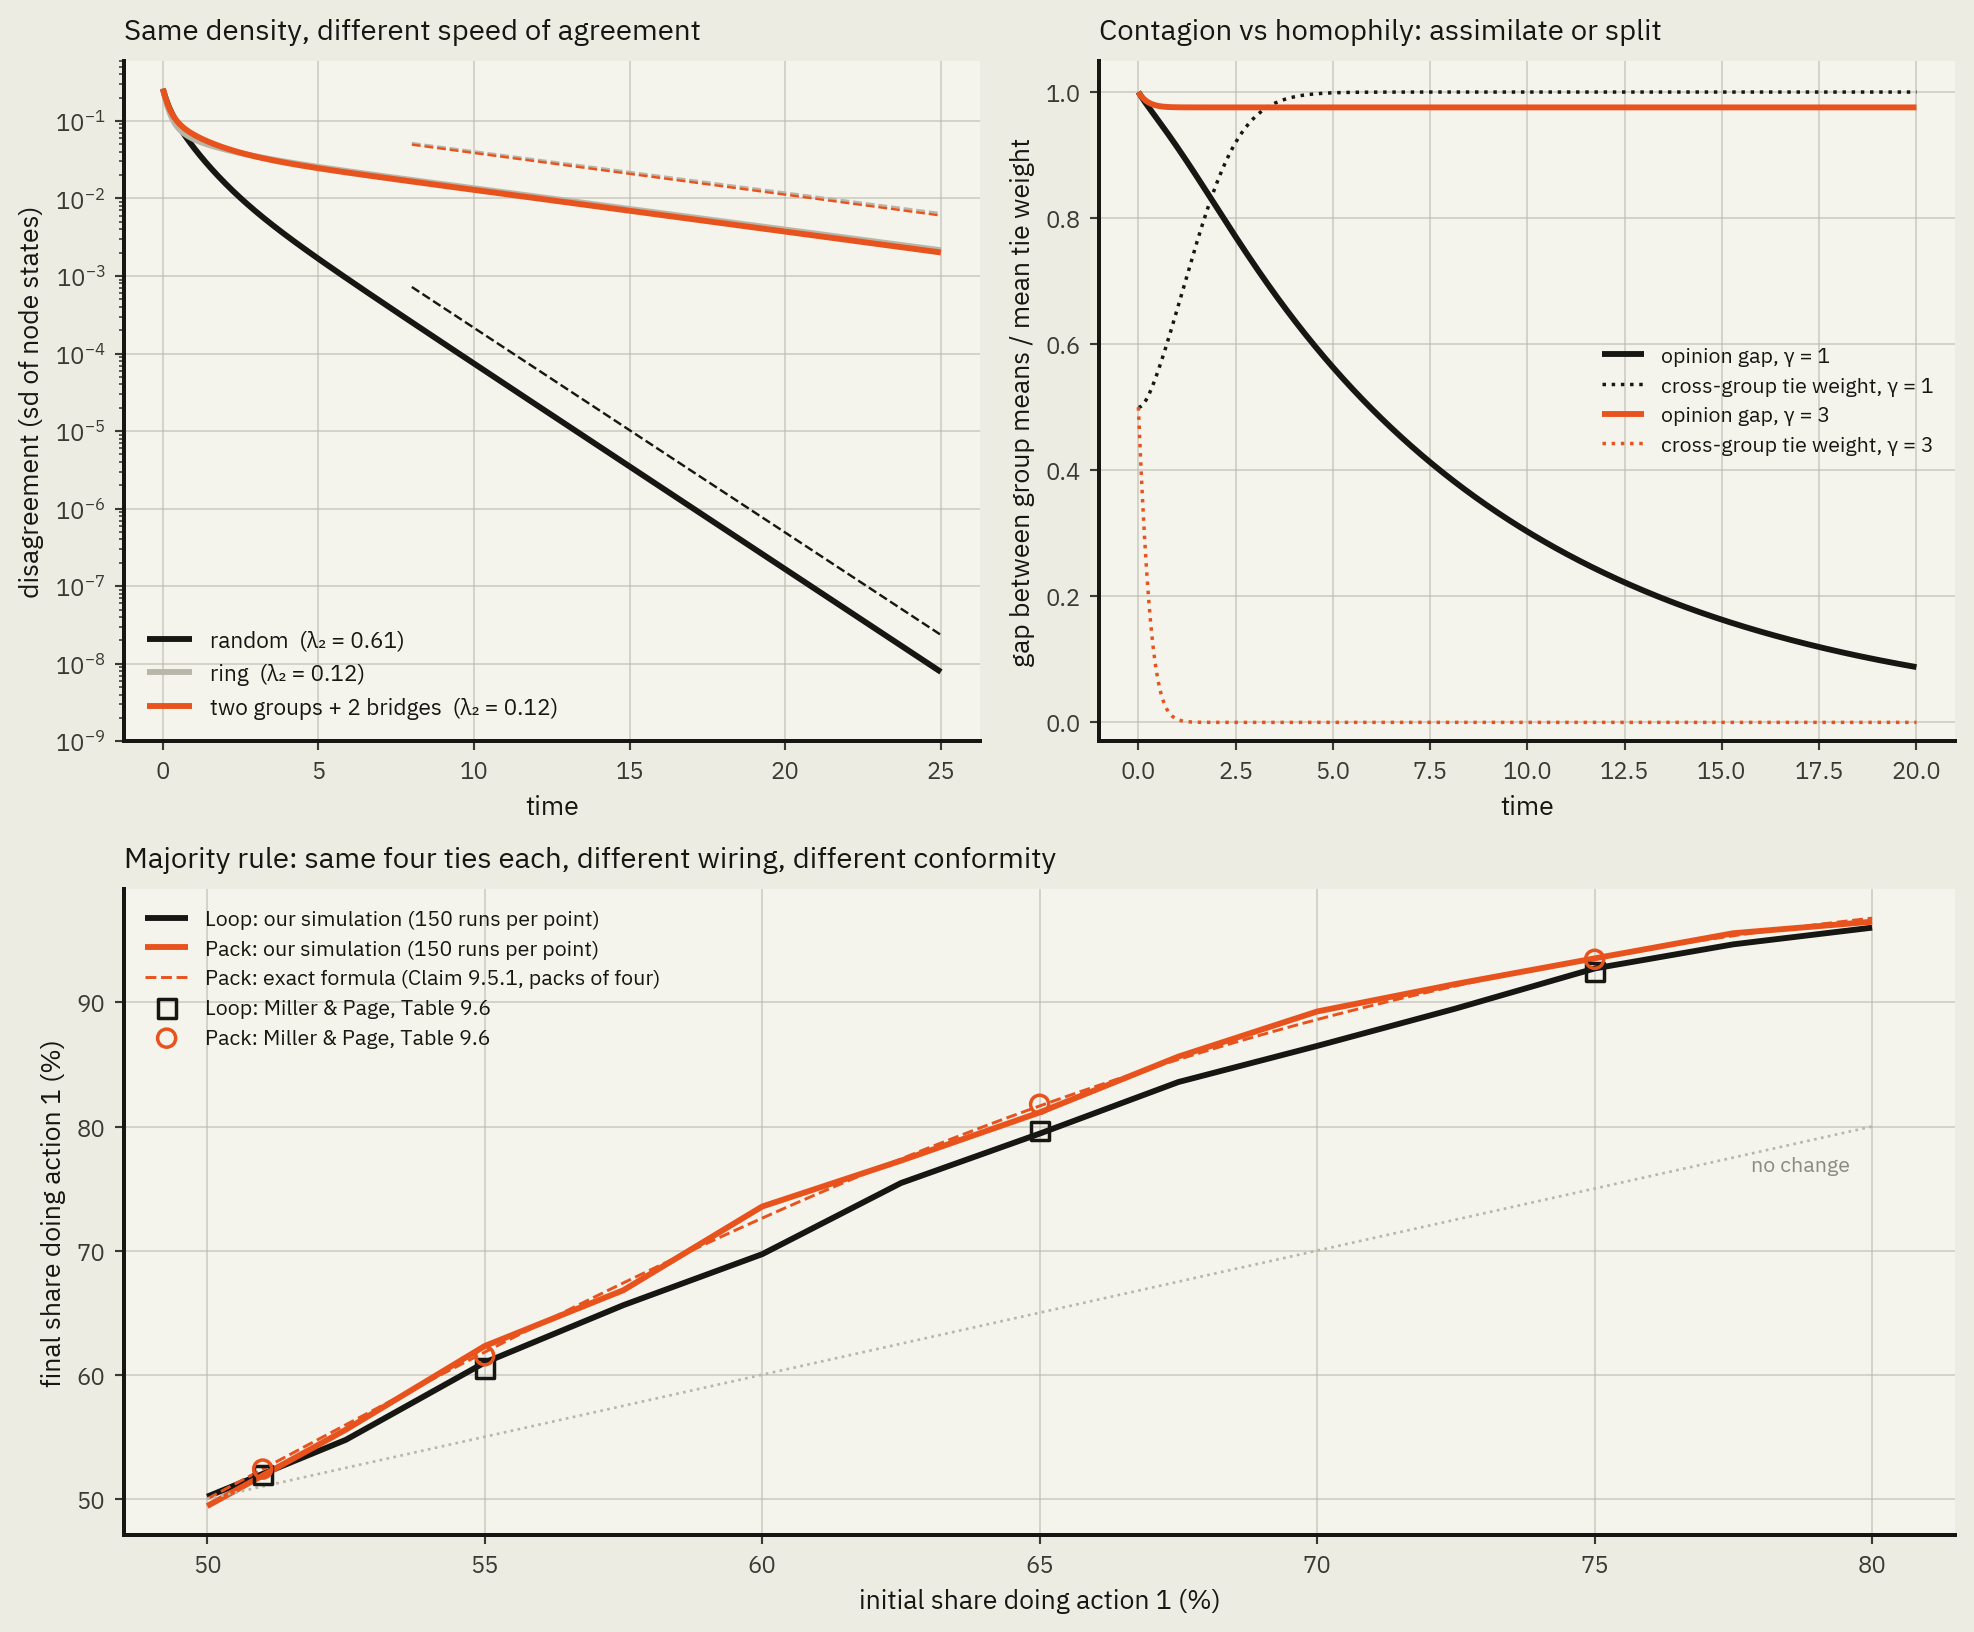 Same density, different speed of agreement
disagreement (sd of node states)
10⁻¹
10⁻²
10⁻³
10⁻⁴
10⁻⁵
10⁻⁶
10⁻⁷
10⁻⁸
10⁻⁹
random (λ₂ = 0.61)
ring (λ₂ = 0.12)
two groups + 2 bridges (λ₂ = 0.12)
0 5 10 15 20 25
time
Contagion vs homophily: assimilate or split
gap between group means / mean tie weight
1.0
0.8
0.6
0.4
0.2
0.0
opinion gap, γ = 1
cross-group tie weight, γ = 1
opinion gap, γ = 3
cross-group tie weight, γ = 3
0.0 2.5 5.0 7.5 10.0 12.5 15.0 17.5 20.0
time
Majority rule: same four ties each, different wiring, different conformity
final share doing action 1 (%)
Loop: our simulation (150 runs per point)
Pack: our simulation (150 runs per point)
Pack: exact formula (Claim 9.5.1, packs of four)
Loop: Miller & Page, Table 9.6
Pack: Miller & Page, Table 9.6
90
80
70
60
50
no change
50 55 60 65 70 75 80
initial share doing action 1 (%)